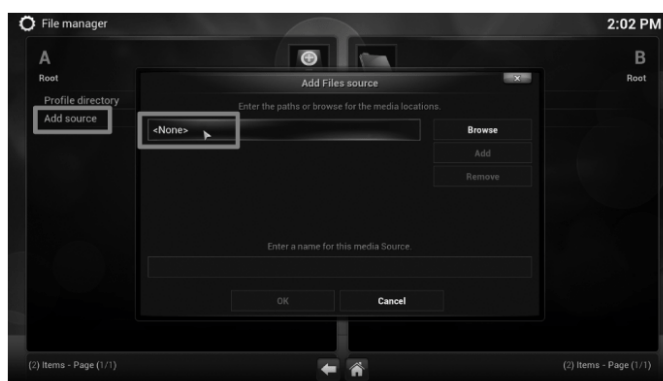 File manager
2:02 PM
A
Root
B
Root
Profile directory
Add source
Add Files source
Enter the paths or browse for the media locations.
<None>
Browse
Add
Remove
Enter a name for this media Source.
OK
Cancel
(2) Items - Page (1/1)
(2) Items - Page (1/1)